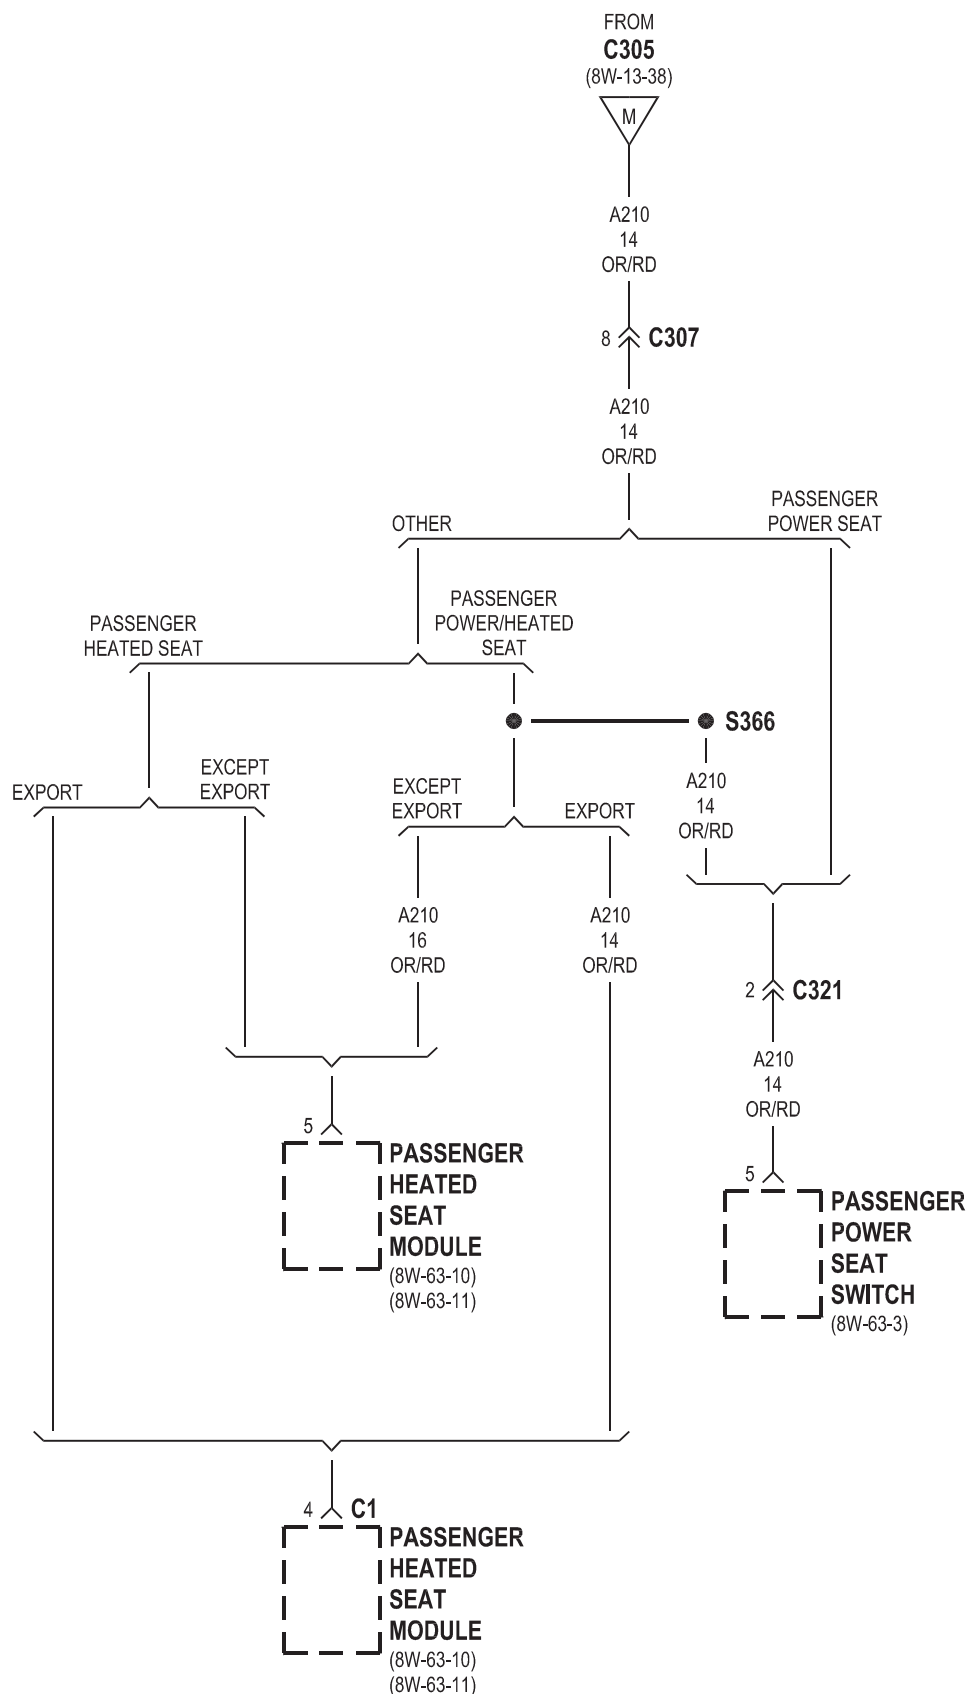 FROM
C305
(8W-13-38)
M
A210
14
OR/RD
8 C307
A210
14
OR/RD
PASSENGER
POWER SEAT
OTHER
PASSENGER
POWER/HEATED
SEAT
PASSENGER
HEATED SEAT
S366
EXCEPT
EXPORT
EXPORT
EXCEPT
EXPORT
EXPORT
A210
14
OR/RD
A210
16
OR/RD
A210
14
OR/RD
2 C321
A210
14
OR/RD
5
PASSENGER
HEATED
SEAT
MODULE
(8W-63-10)
(8W-63-11)
5
PASSENGER
POWER
SEAT
SWITCH
(8W-63-3)
4 C1
PASSENGER
HEATED
SEAT
MODULE
(8W-63-10)
(8W-63-11)